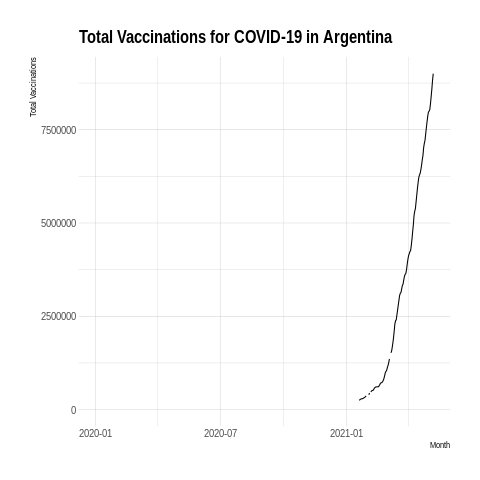 Total Vaccinations for COVID-19 in Argentina
Total Vaccinations
7500000
5000000
2500000
0
2020-01
2020-07
2021-01
Month